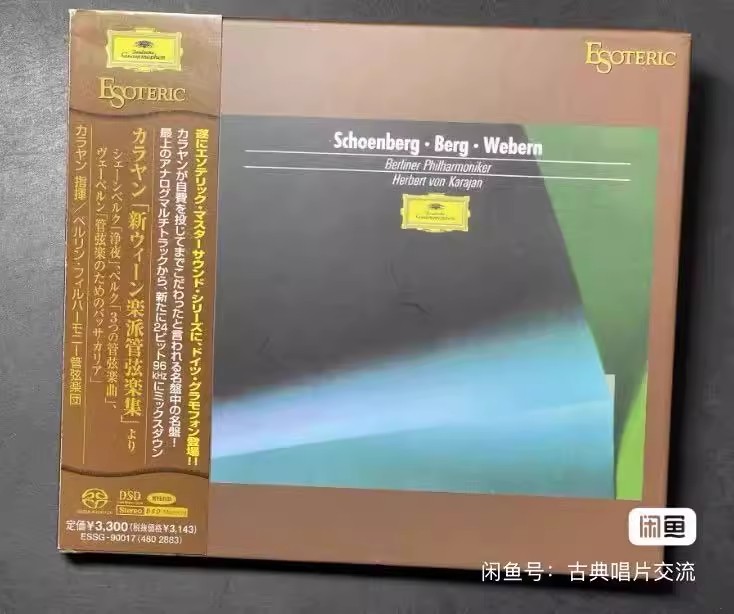 Deutsche
Grammophon
ESOTERIC
遂にエソテリック・マスターサウンド・シリーズに、ドイツ・グラモフォン登場!!
カラヤンが自費を投じてまでこだわったと言われる名盤中の名盤!
最上のアナログマルチトラックから、新たに24ビット96kHzにミックスダウン
カラヤン「新ウィーン楽派管弦楽集」より
シェーンベルク「浄夜」、ベルク「3つの管弦楽曲」、
ヴェーベルン「管弦楽のためのパッサカリア」
カラヤン 指揮/ベルリン・フィルハーモニー管弦楽団
DSD
Stereo
定価¥3,300(税抜価格¥3,143)
ESSG-90017 (480 2883)
ESOTERIC
Schoenberg · Berg · Webern
Berliner Philharmoniker
Herbert von Karajan
闲鱼
闲鱼号：古典唱片交流